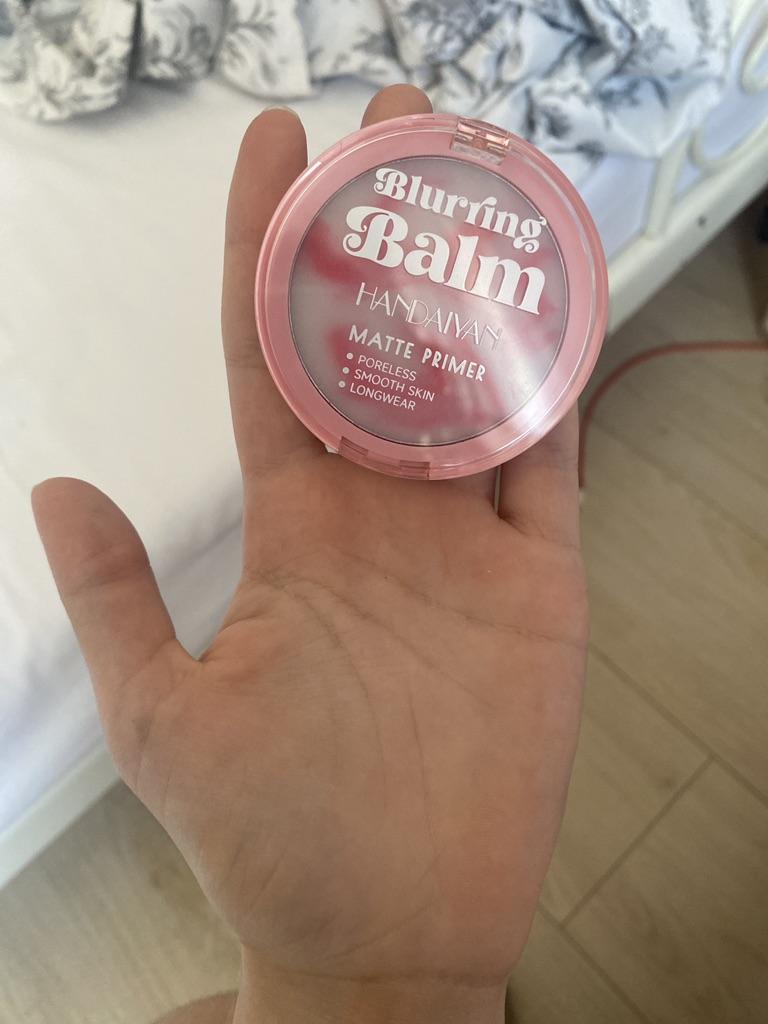 Blurring
Balm
HANDAIYAN
MATTE PRIMER
• PORELESS
• SMOOTH SKIN
• LONGWEAR